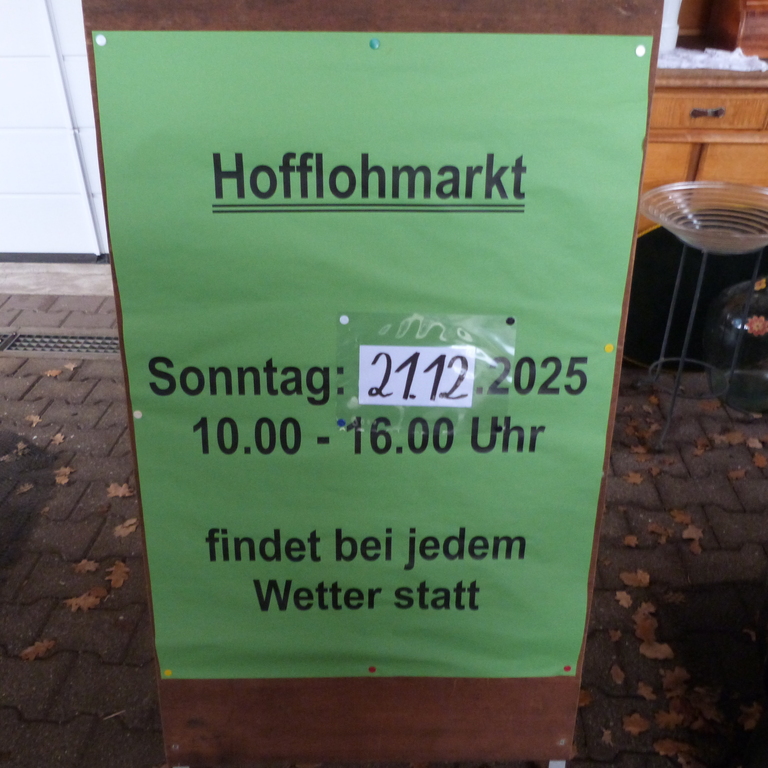 Hofflohmarkt
Sonntag: 21.12.2025
10.00 - 16.00 Uhr
findet bei jedem
Wetter statt